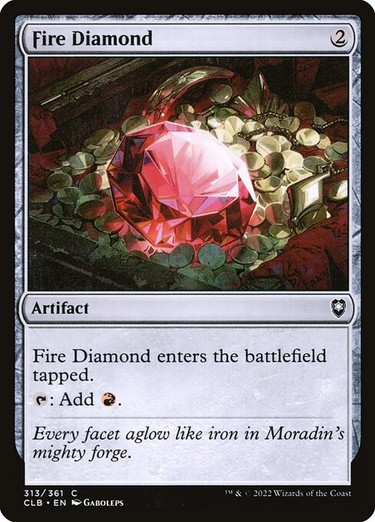 Fire Diamond 2
Artifact
Fire Diamond enters the battlefield
tapped.
: Add .
Every facet aglow like iron in Moradin's
mighty forge.
313/361 C
CLB • EN Gaboleps
™ & © 2022 Wizards of the Coast